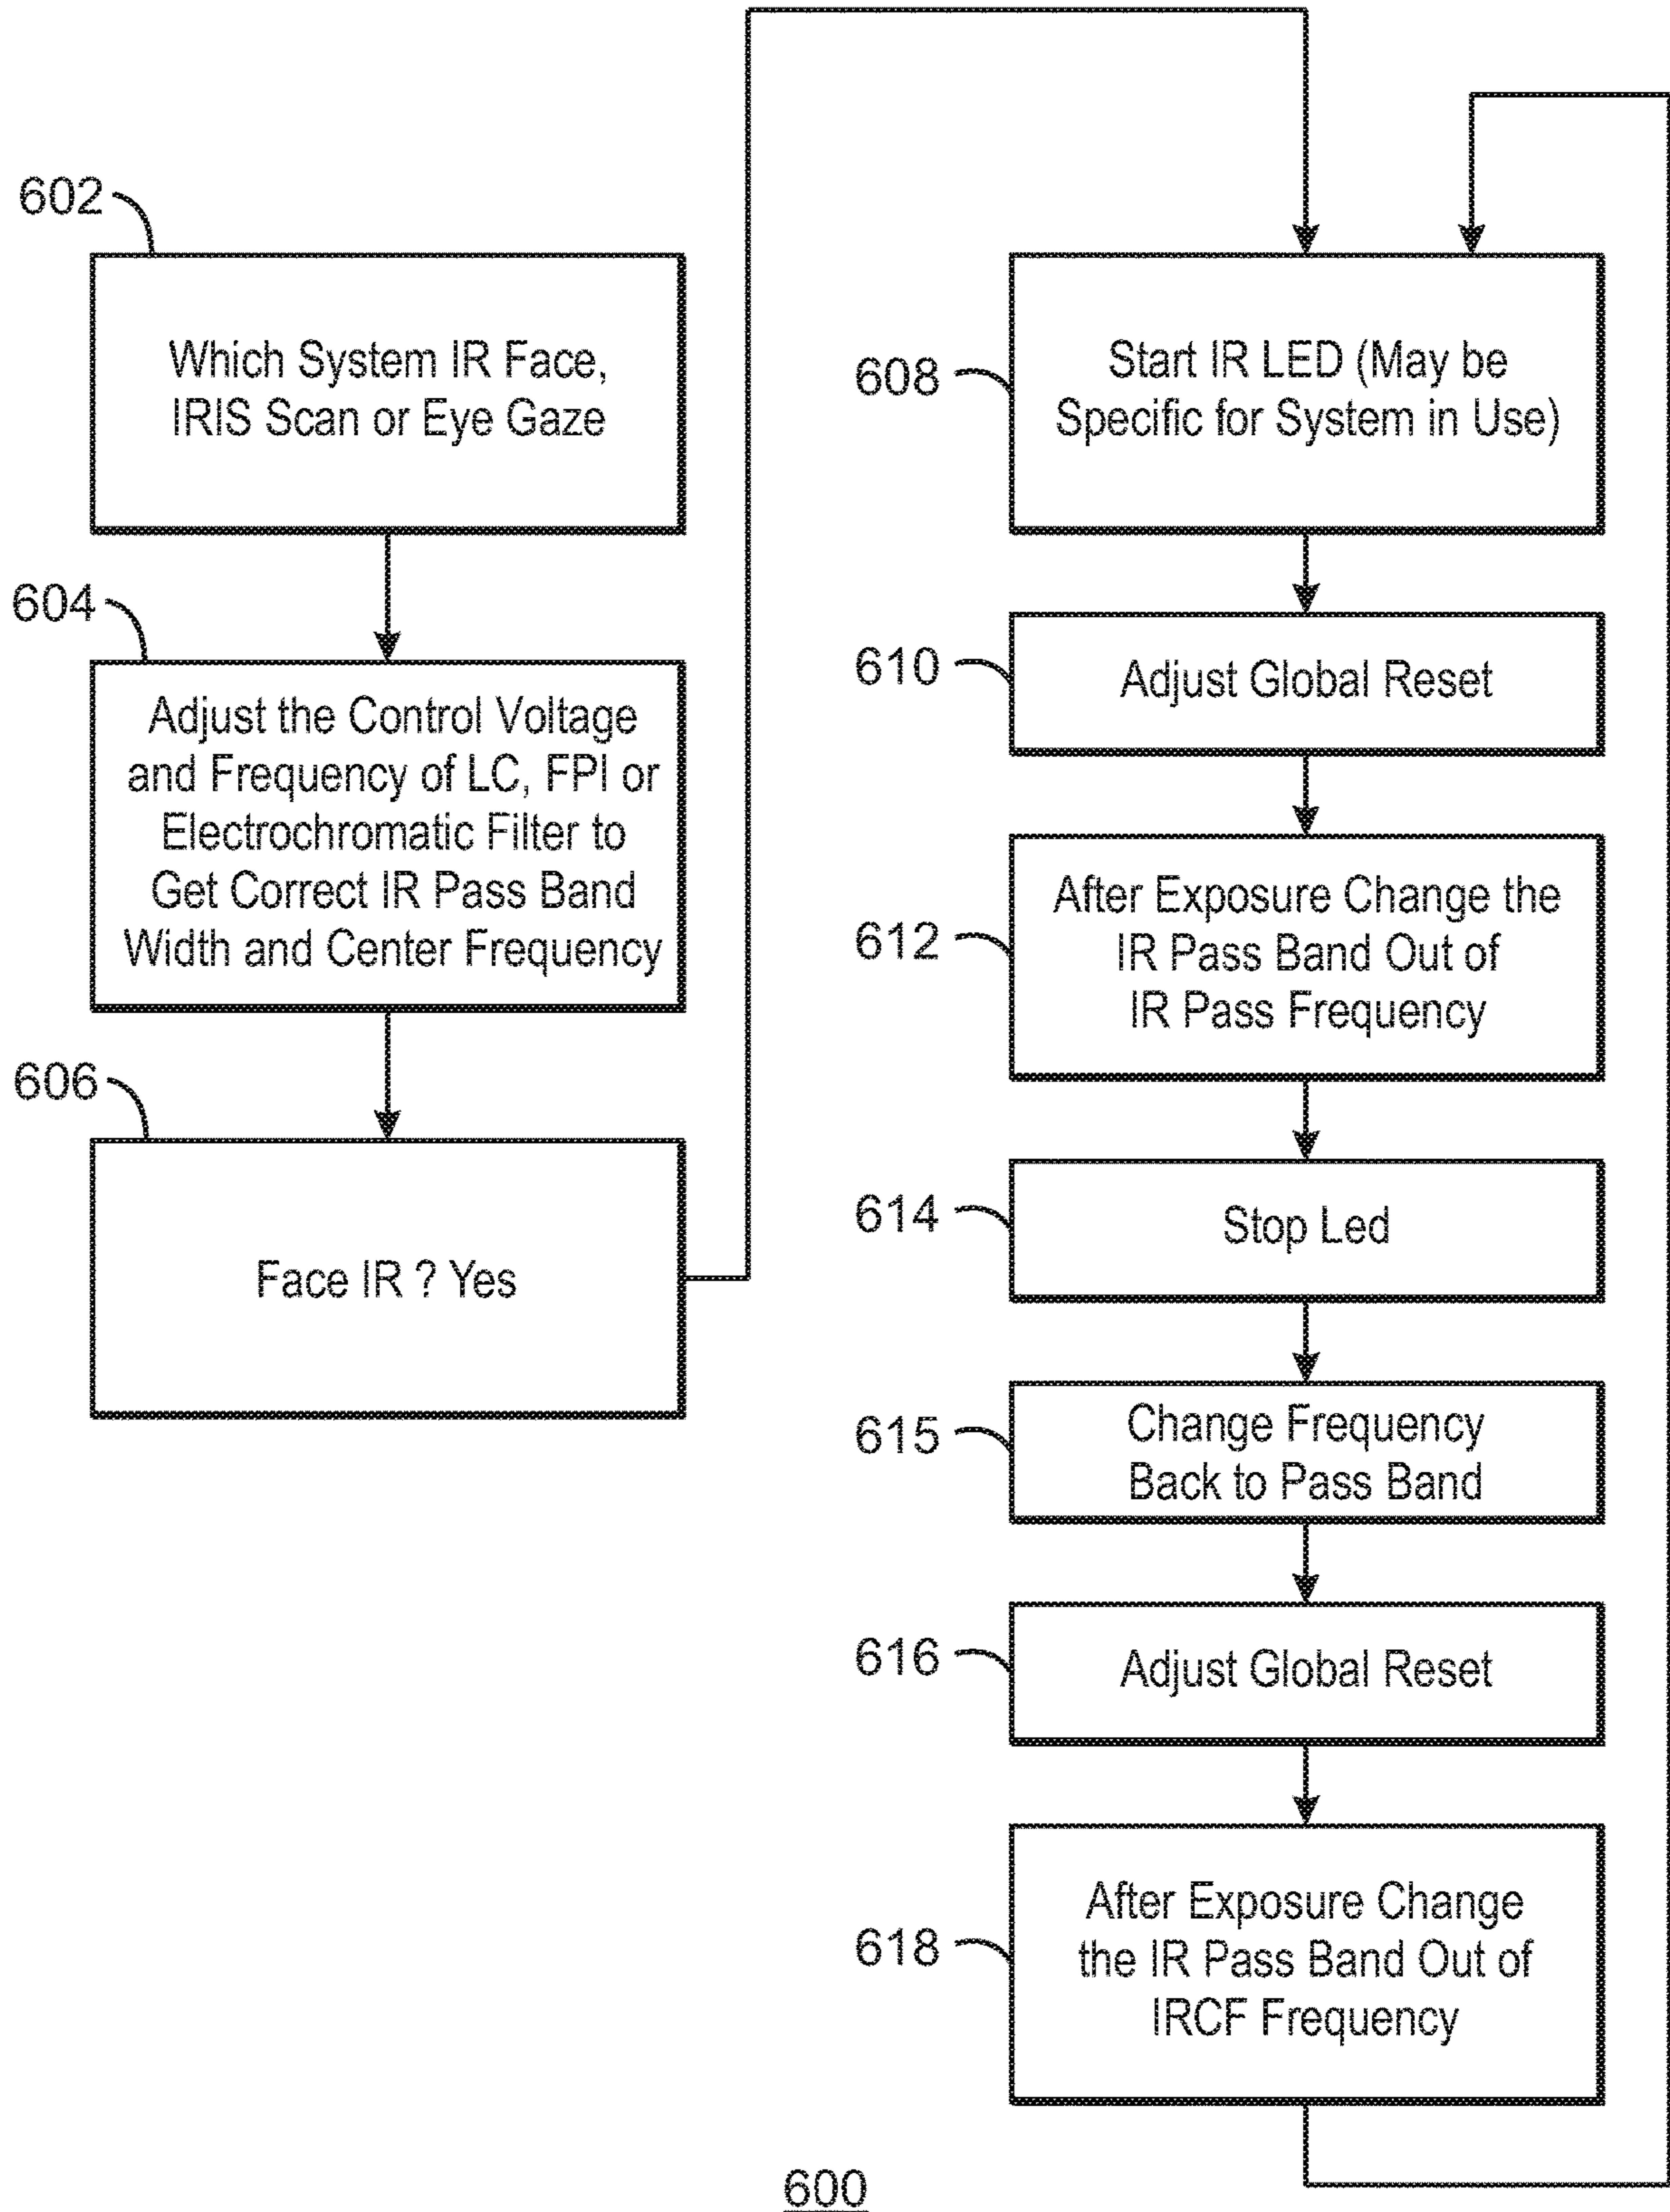 602
Which System IR Face,
IRIS Scan or Eye Gaze
604
Adjust the Control Voltage
and Frequency of LC, FPI or
Electrochromatic Filter to
Get Correct IR Pass Band
Width and Center Frequency
606
Face IR ? Yes
608
Start IR LED (May be
Specific for System in Use)
610
Adjust Global Reset
612
After Exposure Change the
IR Pass Band Out of
IR Pass Frequency
614
Stop Led
615
Change Frequency
Back to Pass Band
616
Adjust Global Reset
618
After Exposure Change
the IR Pass Band Out of
IRCF Frequency
600